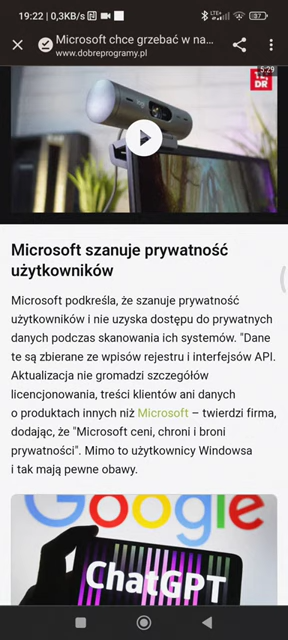 19:22 | 0,3KB/s
LTE+
87
Microsoft chce grzebać w na...
www.dobreprogramy.pl
5:29
12.
DR
Microsoft szanuje prywatność
użytkowników
Microsoft podkreśla, że szanuje prywatność
użytkowników i nie uzyska dostępu do prywatnych
danych podczas skanowania ich systemów. "Dane
te są zbierane ze wpisów rejestru i interfejsów API.
Aktualizacja nie gromadzi szczegółów
licencjonowania, treści klientów ani danych
o produktach innych niż Microsoft – twierdzi firma,
dodając, że "Microsoft ceni, chroni i broni
prywatności". Mimo to użytkownicy Windowsa
i tak mają pewne obawy.
Google
ChatGPT